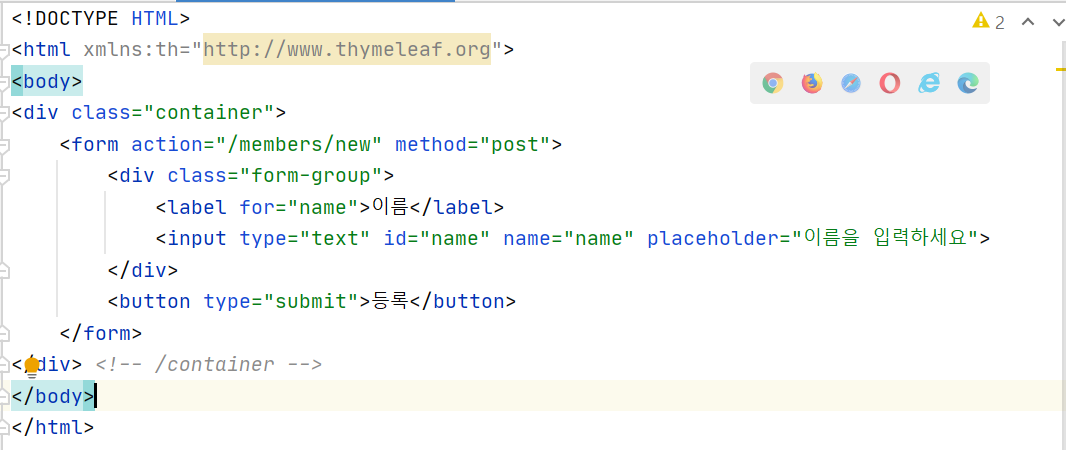 <!DOCTYPE HTML>
2
<html xmlns:th="http://www.thymeleaf.org">
<body>
<div class="container">
<form action="/members/new" method="post">
<div class="form-group">
<label for="name">이름</label>
<input type="text" id="name" name="name" placeholder="이름을 입력하세요">
</div>
<button type="submit">등록</button>
</form>
</div> <!-- /container -->
</body>
</html>